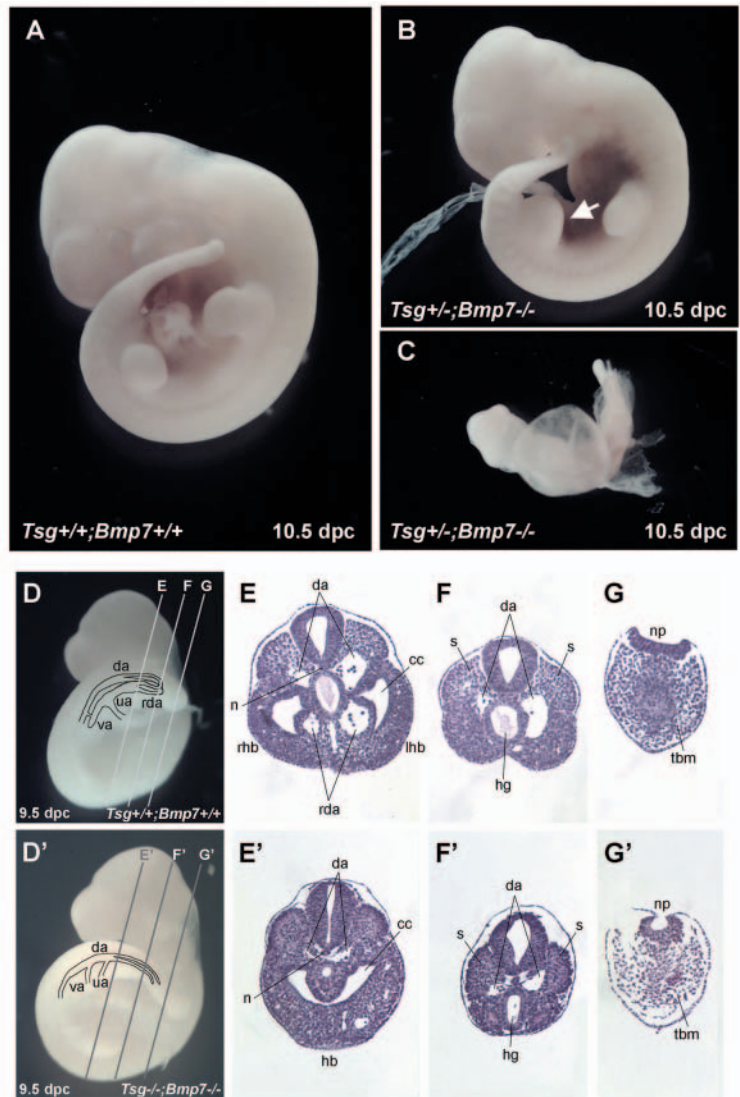 A
Tsg+/+;Bmp7+/+ 10.5 dpc
B
Tsg+/-;Bmp7-/- 10.5 dpc
C
Tsg+/-;Bmp7-/- 10.5 dpc
D
E F G
da
ua
rda
va
9.5 dpc Tsg+/+;Bmp7+/+
E
da
cc
n
rhb lhb
rda
F
da
s s
hg
G
np
tbm
D'
E' F' G'
da
va ua
9.5 dpc Tsg-/-;Bmp7-/-
E'
da
cc
n
hb
F'
da
s s
hg
G'
np
tbm